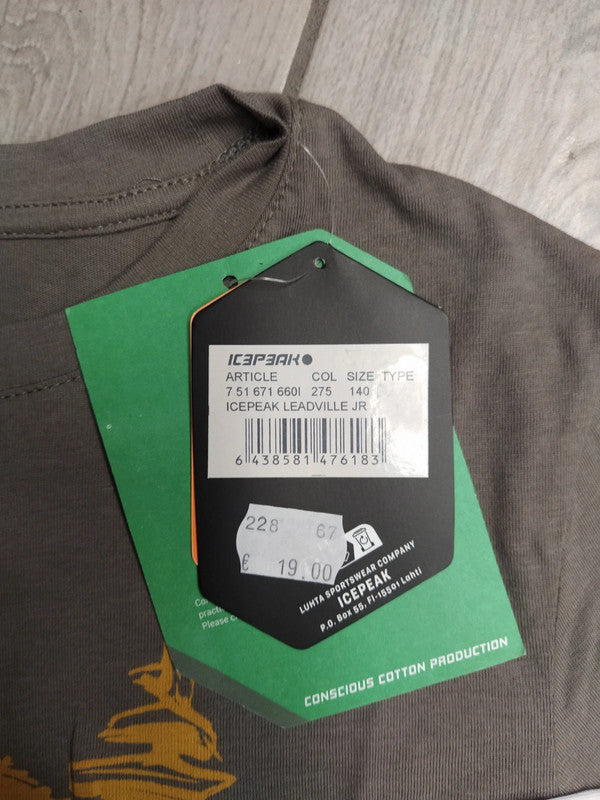 ICEPEAK
ARTICLE COL SIZE TYPE
7 51 671 660I 275 140
ICEPEAK LEADVILLE JR
6 438581 476183
228 67
€ 19.00
LUHTA SPORTSWEAR COMPANY
ICEPEAK
P.O. Box 55, FI-15501 Lahti
Please
CONSCIOUS COTTON PRODUCTION